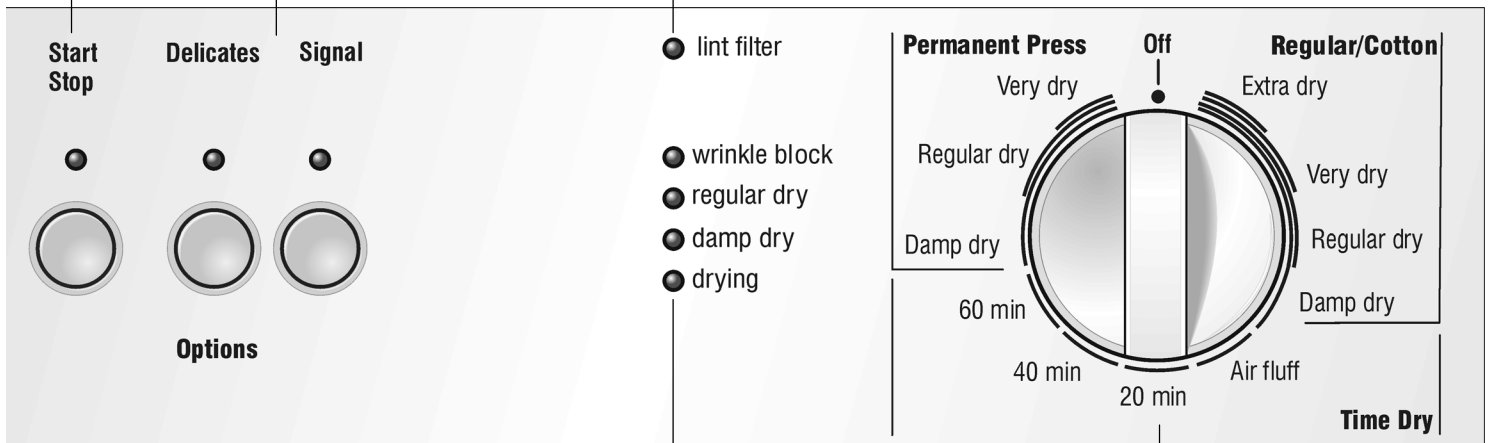 Start
Stop
Delicates
Signal
Options
lint filter
wrinkle block
regular dry
damp dry
drying
Permanent Press
Off
Regular/Cotton
Very dry
Extra dry
Regular dry
Very dry
Damp dry
Regular dry
60 min
Damp dry
40 min
20 min
Air fluff
Time Dry